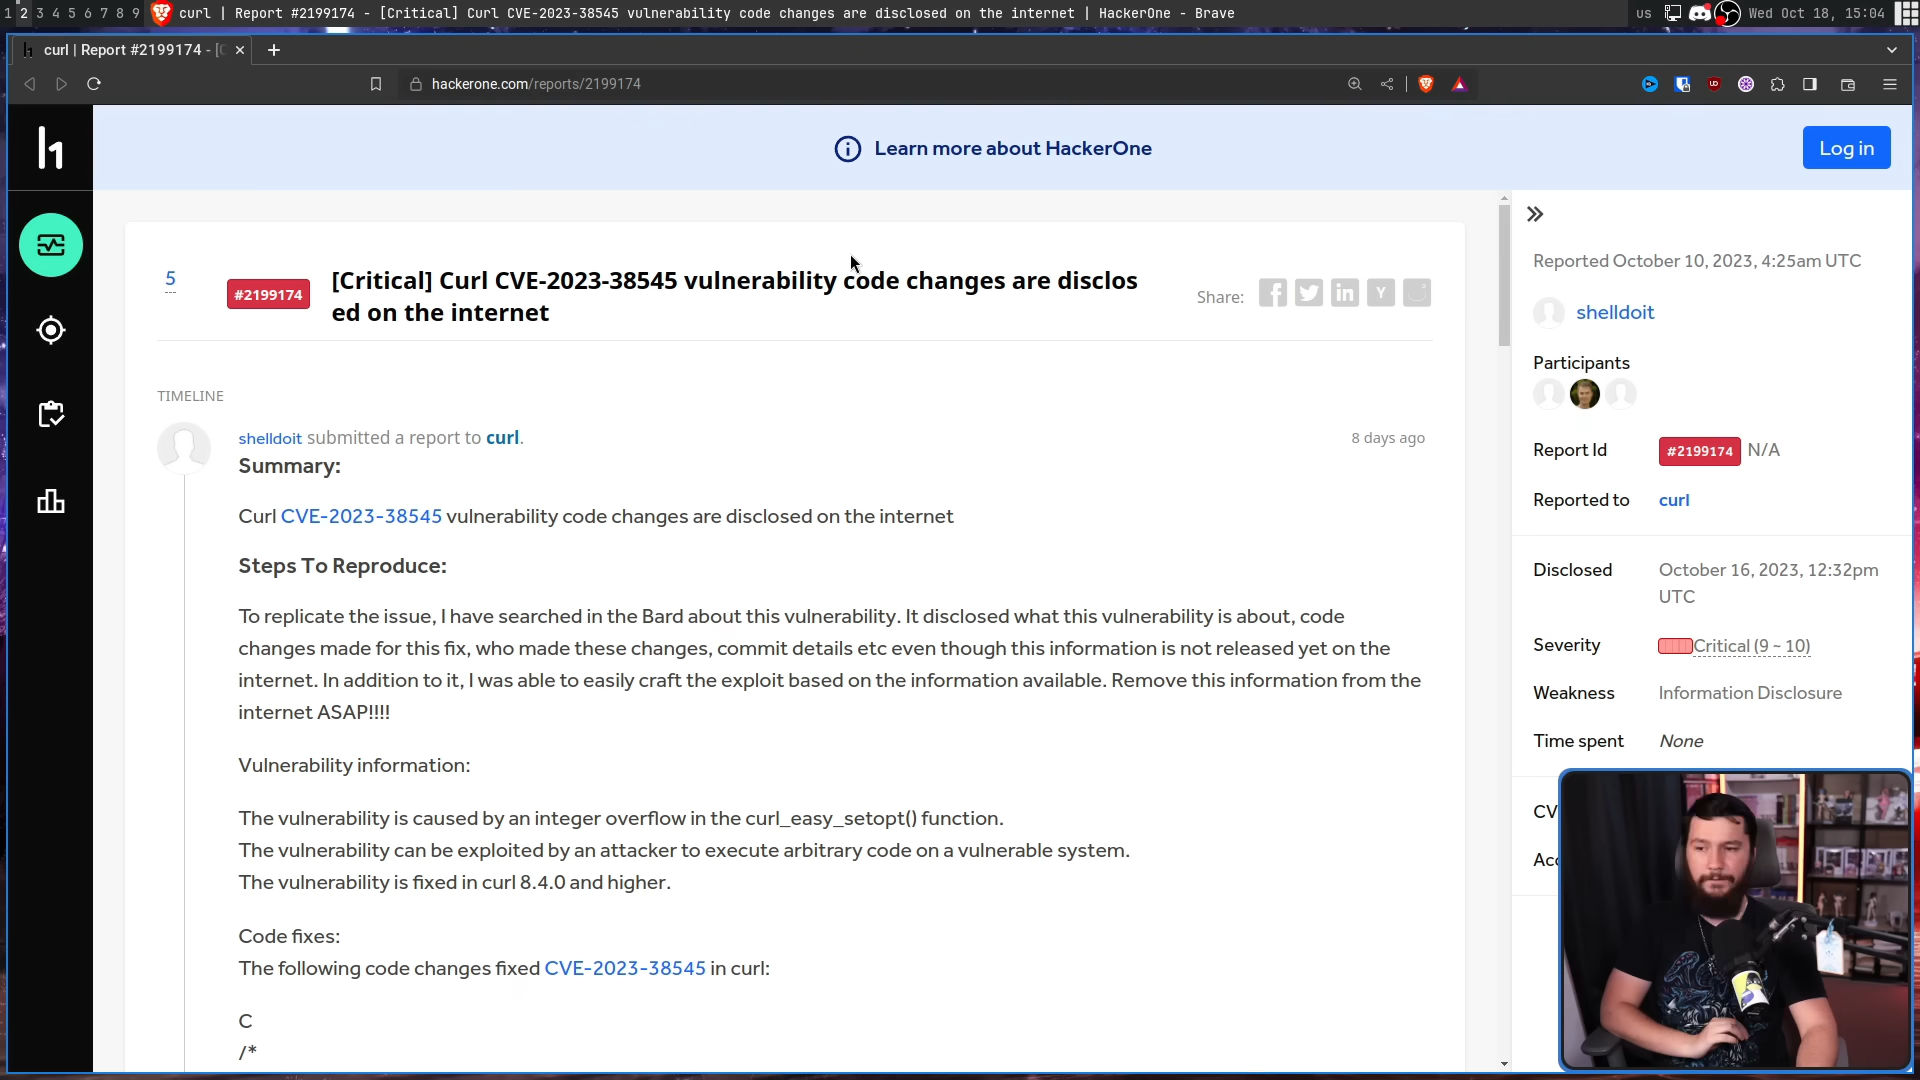 1 2 3 4 5 6 7 8 9 curl | Report #2199174 - [Critical] Curl CVE-2023-38545 vulnerability code changes are disclosed on the internet | HackerOne - Brave us Wed Oct 18, 15:04
curl | Report #2199174 - [C
hackerone.com/reports/2199174
h1
Learn more about HackerOne
Log in
5
#2199174
[Critical] Curl CVE-2023-38545 vulnerability code changes are disclos
ed on the internet
Share:
TIMELINE
shelldoit submitted a report to curl.
8 days ago
Summary:
Curl CVE-2023-38545 vulnerability code changes are disclosed on the internet
Steps To Reproduce:
To replicate the issue, I have searched in the Bard about this vulnerability. It disclosed what this vulnerability is about, code
changes made for this fix, who made these changes, commit details etc even though this information is not released yet on the
internet. In addition to it, I was able to easily craft the exploit based on the information available. Remove this information from the
internet ASAP!!!!
Vulnerability information:
The vulnerability is caused by an integer overflow in the curl_easy_setopt() function.
The vulnerability can be exploited by an attacker to execute arbitrary code on a vulnerable system.
The vulnerability is fixed in curl 8.4.0 and higher.
Code fixes:
The following code changes fixed CVE-2023-38545 in curl:
C
/*
Reported October 10, 2023, 4:25am UTC
shelldoit
Participants
Report Id #2199174 N/A
Reported to curl
Disclosed October 16, 2023, 12:32pm
UTC
Severity Critical (9 ~ 10)
Weakness Information Disclosure
Time spent None
CV
Acc